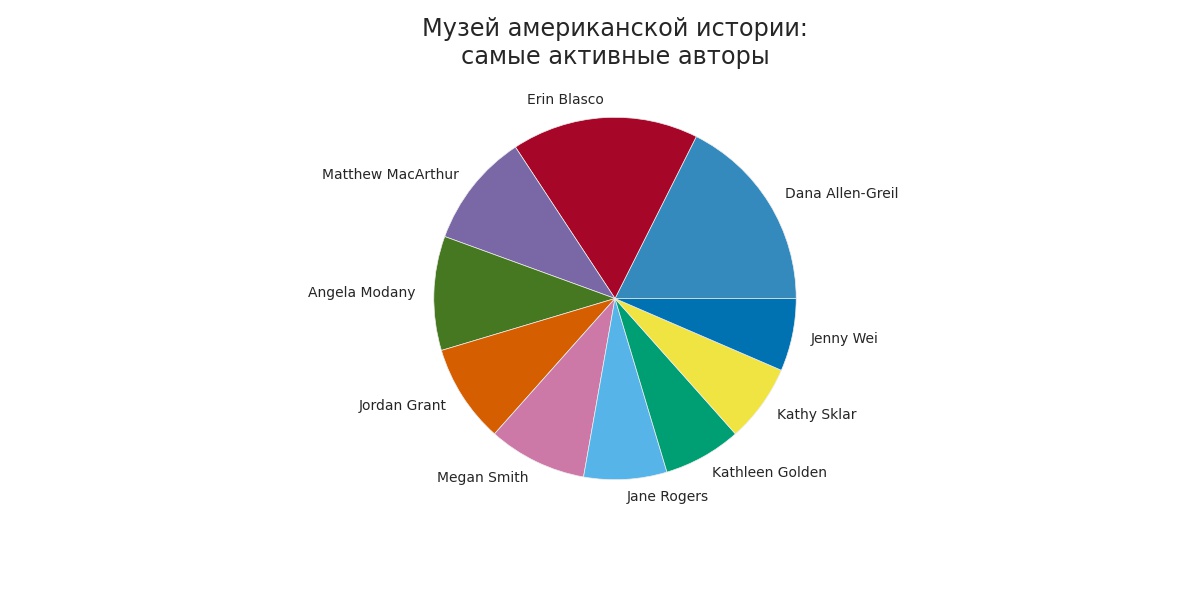 Музей американской истории:
самые активные авторы
Erin Blasco
Matthew MacArthur
Dana Allen-Greil
Angela Modany
Jenny Wei
Jordan Grant
Kathy Sklar
Megan Smith
Kathleen Golden
Jane Rogers